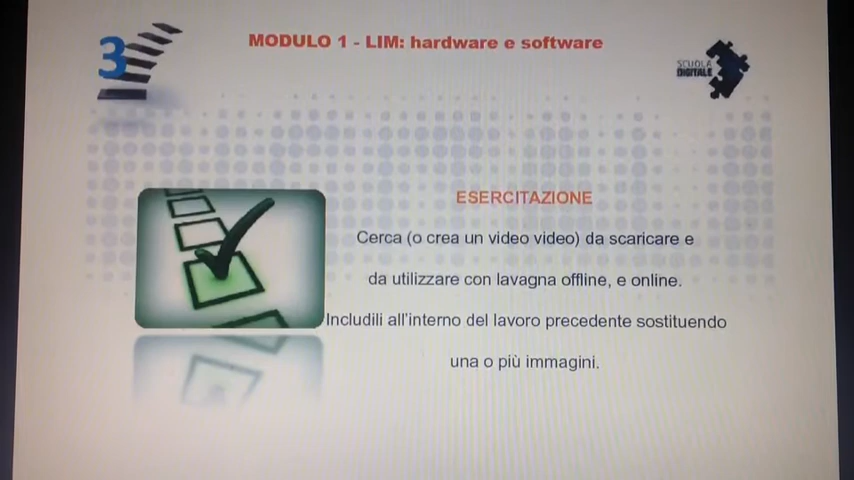 3
MODULO 1 - LIM: hardware e software
SCUOLA
DIGITALE
ESERCITAZIONE
Cerca (o crea un video video) da scaricare e
da utilizzare con lavagna offline, e online.
Includili all'interno del lavoro precedente sostituendo
una o più immagini.